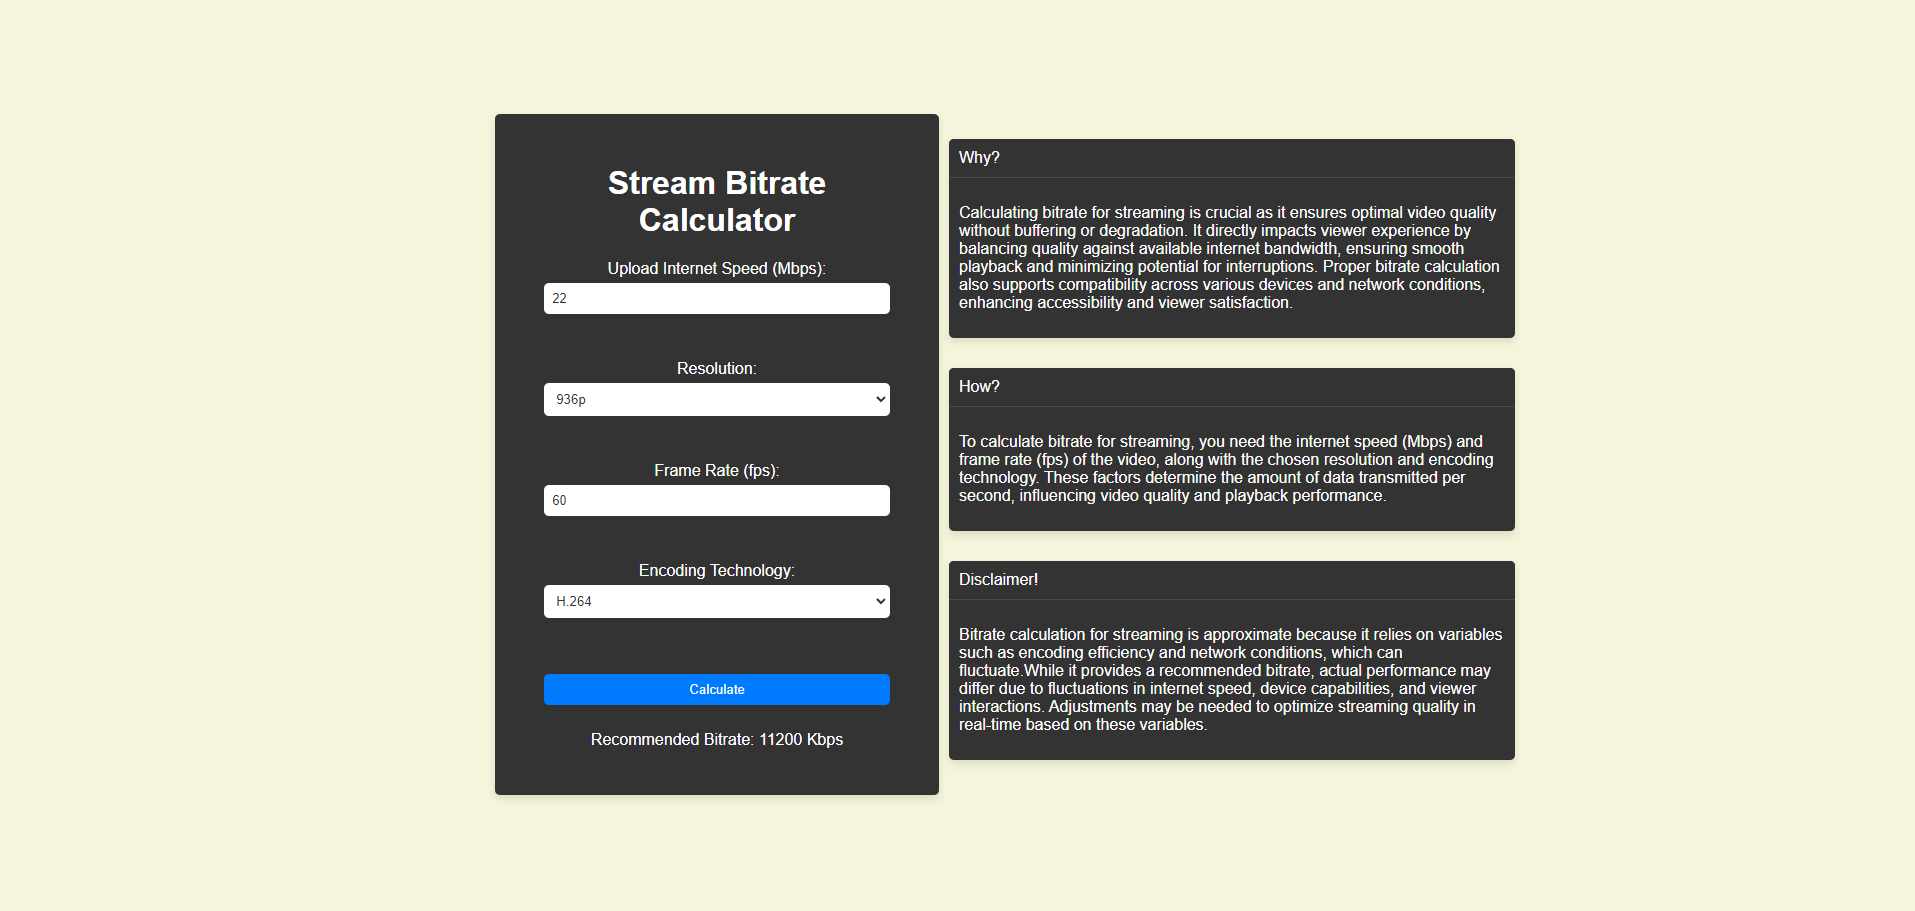 Stream Bitrate
Calculator
Upload Internet Speed (Mbps):
22
Resolution:
936p
Frame Rate (fps):
60
Encoding Technology:
H.264
Calculate
Recommended Bitrate: 11200 Kbps
Why?
Calculating bitrate for streaming is crucial as it ensures optimal video quality
without buffering or degradation. It directly impacts viewer experience by
balancing quality against available internet bandwidth, ensuring smooth
playback and minimizing potential for interruptions. Proper bitrate calculation
also supports compatibility across various devices and network conditions,
enhancing accessibility and viewer satisfaction.
How?
To calculate bitrate for streaming, you need the internet speed (Mbps) and
frame rate (fps) of the video, along with the chosen resolution and encoding
technology. These factors determine the amount of data transmitted per
second, influencing video quality and playback performance.
Disclaimer!
Bitrate calculation for streaming is approximate because it relies on variables
such as encoding efficiency and network conditions, which can
fluctuate.While it provides a recommended bitrate, actual performance may
differ due to fluctuations in internet speed, device capabilities, and viewer
interactions. Adjustments may be needed to optimize streaming quality in
real-time based on these variables.